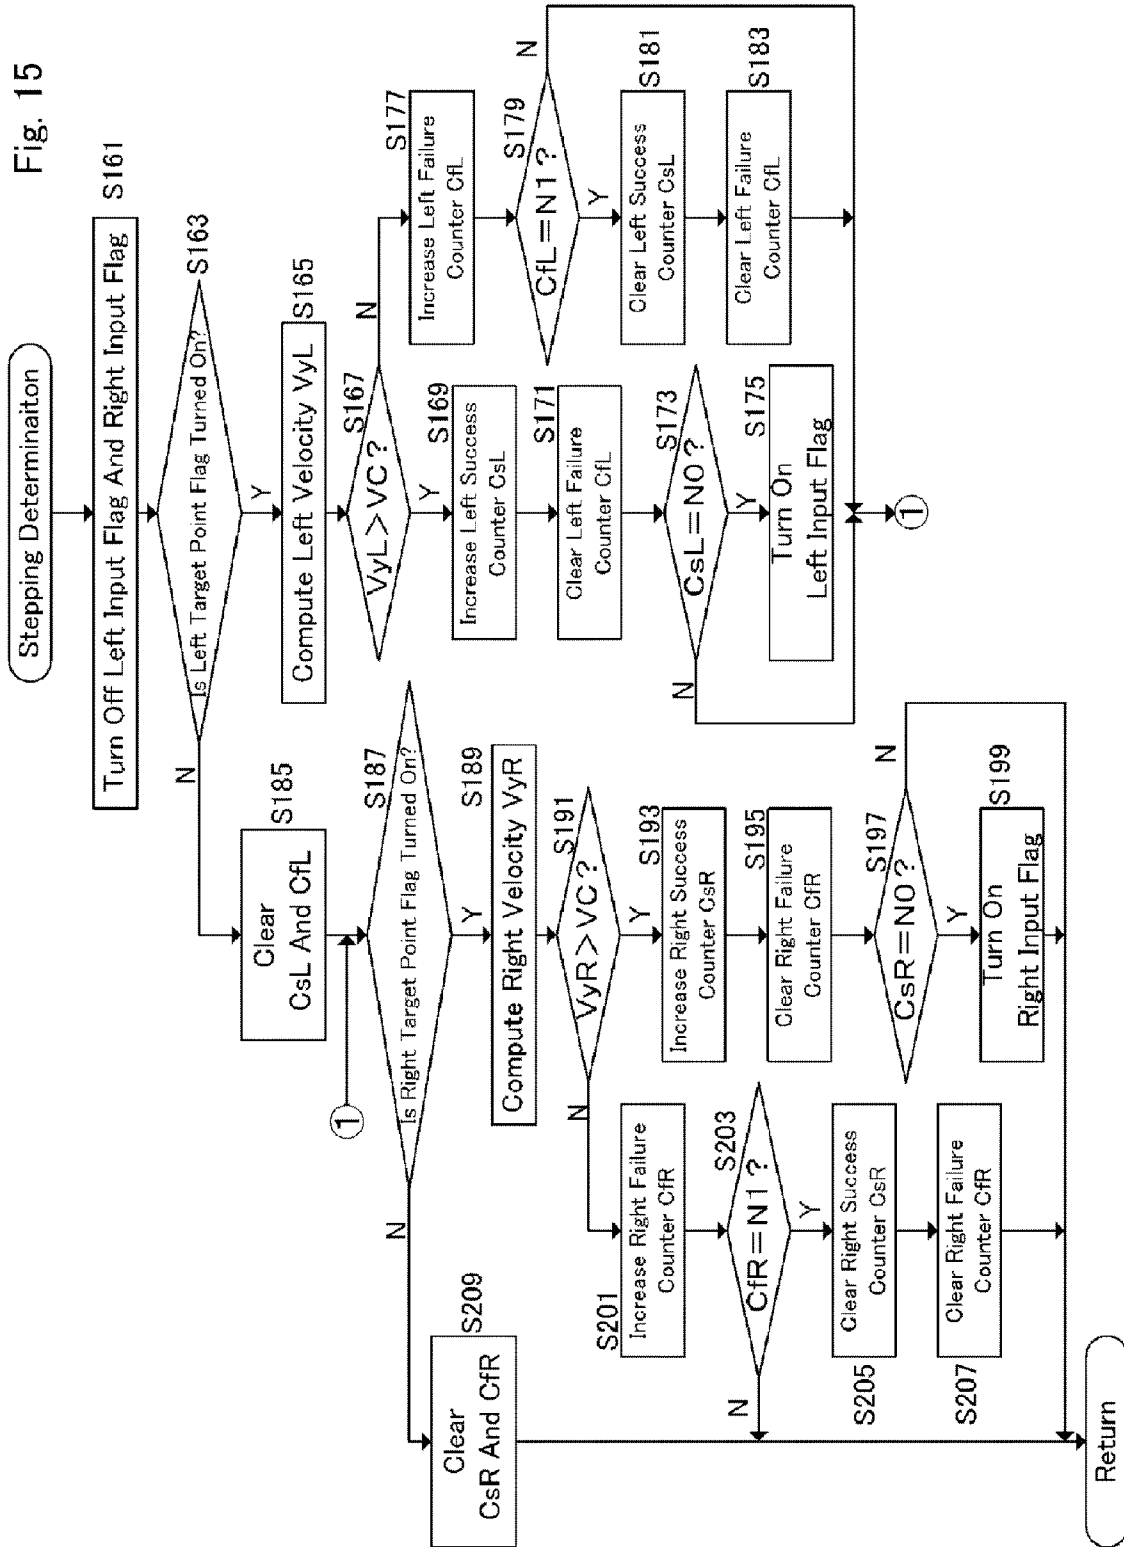 Fig. 15
Stepping Determinaiton
Turn Off Left Input Flag And Right Input Flag
S161
Is Left Target Point Flag Turned On?
S163
N
Y
Compute Left Velocity VyL
S165
VyL>VC?
S167
N
Y
Increase Left Success
Counter CsL
S169
Clear Left Failure
Counter CfL
S171
CsL=N0?
S173
N
Y
Turn On
Left Input Flag
S175
Increase Left Failure
Counter CfL
S177
CfL=N1?
S179
N
Y
Clear Left Success
Counter CsL
S181
Clear Left Failure
Counter CfL
S183
1
Clear
CsL And CfL
S185
1
Is Right Target Point Flag Turned On?
S187
N
Y
Compute Right Velocity VyR
S189
VyR>VC?
S191
N
Y
Increase Right Success
Counter CsR
S193
Clear Right Failure
Counter CfR
S195
CsR=N0?
S197
N
Y
Turn On
Right Input Flag
S199
Increase Right Failure
Counter CfR
S201
CfR=N1?
S203
N
Y
Clear Right Success
Counter CsR
S205
Clear Right Failure
Counter CfR
S207
Clear
CsR And CfR
S209
Return